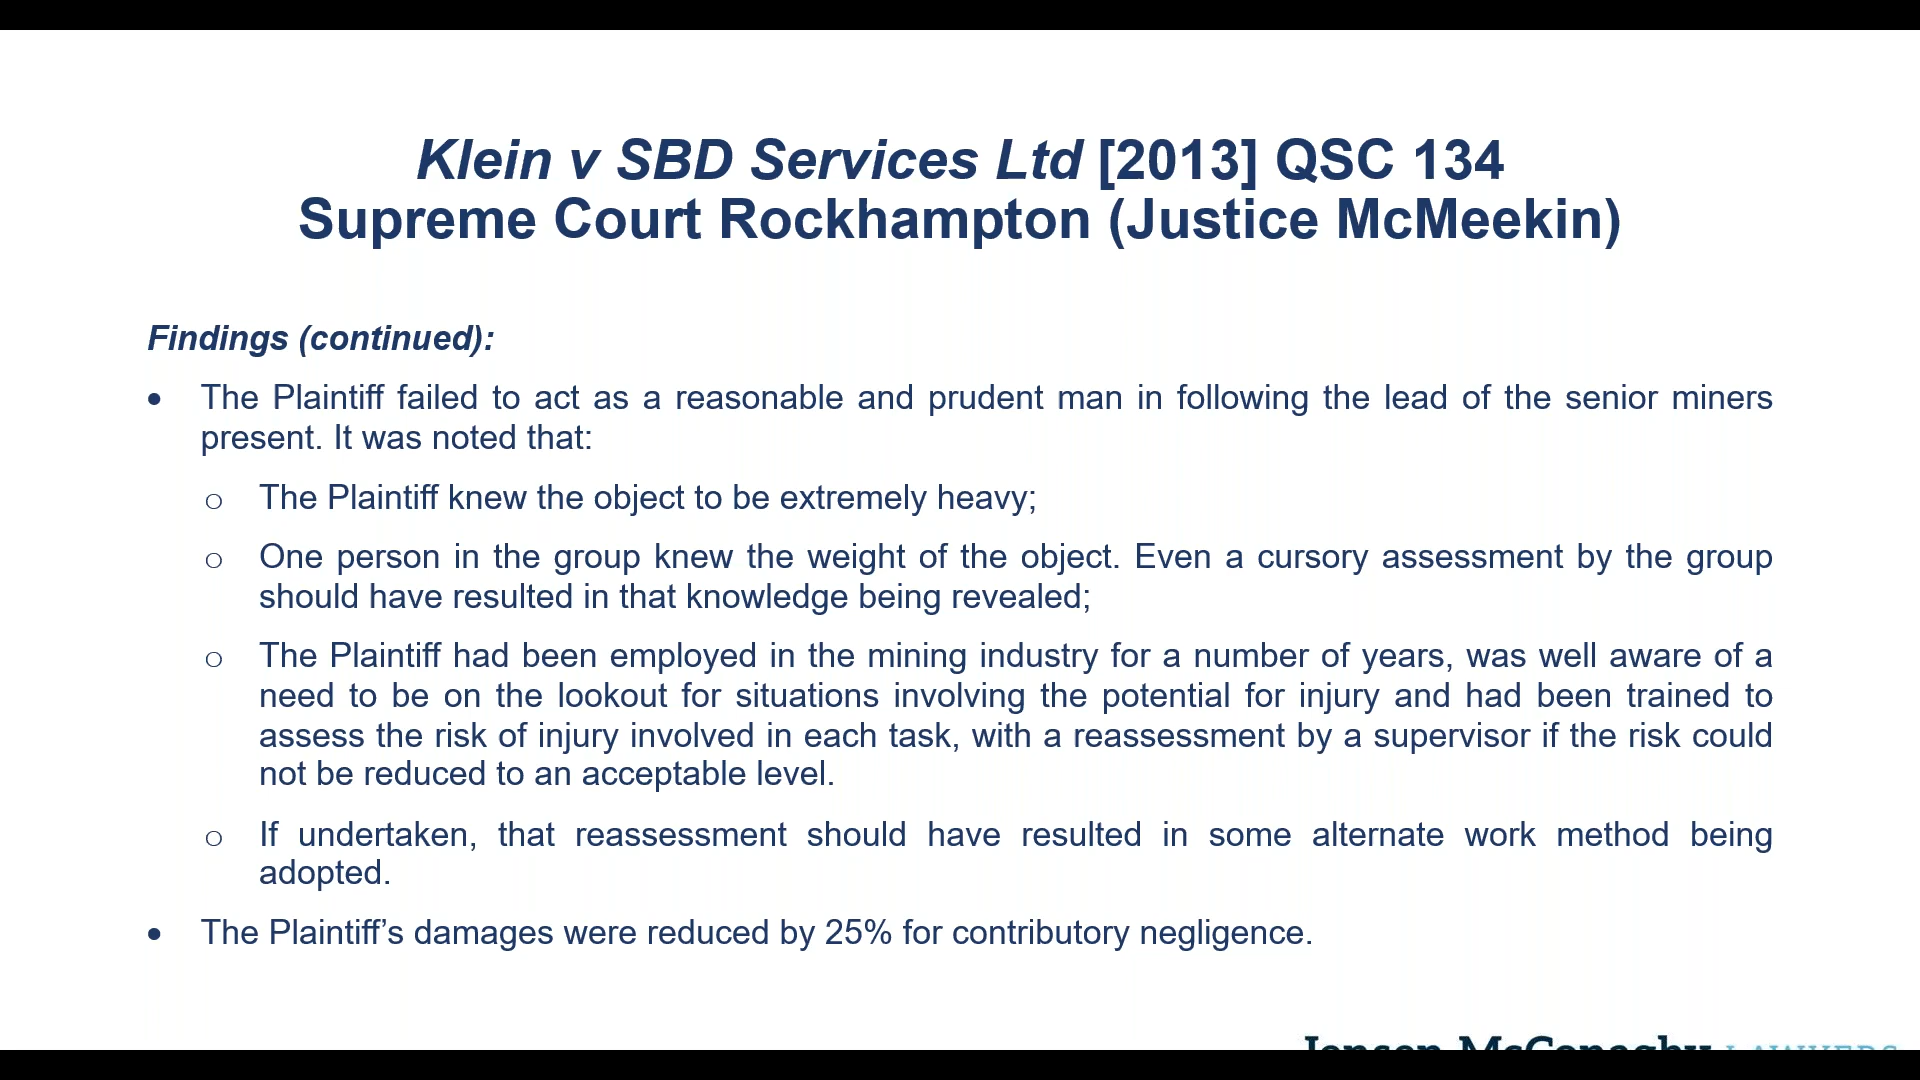 Klein v SBD Services Ltd [2013] QSC 134
Supreme Court Rockhampton (Justice McMeekin)
Findings (continued):
• The Plaintiff failed to act as a reasonable and prudent man in following the lead of the senior miners
present. It was noted that:
o The Plaintiff knew the object to be extremely heavy;
o One person in the group knew the weight of the object. Even a cursory assessment by the group
should have resulted in that knowledge being revealed;
o The Plaintiff had been employed in the mining industry for a number of years, was well aware of a
need to be on the lookout for situations involving the potential for injury and had been trained to
assess the risk of injury involved in each task, with a reassessment by a supervisor if the risk could
not be reduced to an acceptable level.
o If undertaken, that reassessment should have resulted in some alternate work method being
adopted.
• The Plaintiff’s damages were reduced by 25% for contributory negligence.
Jensen McConaghy LAWYERS